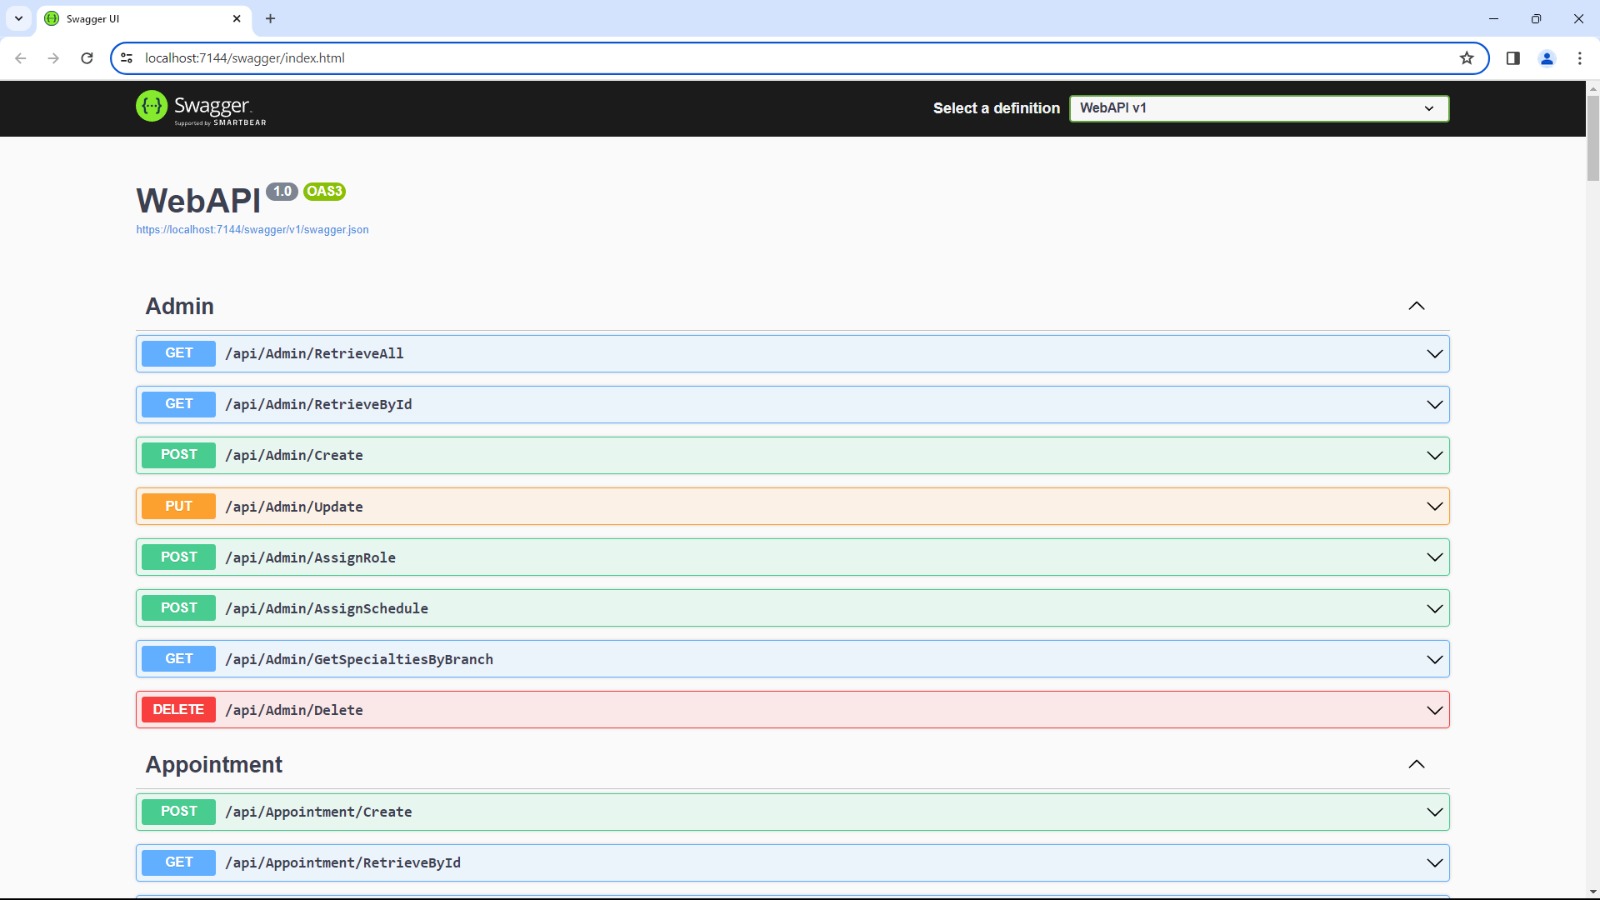 Swagger UI
localhost:7144/swagger/index.html
{···} Swagger.
Supported by SMARTBEAR
Select a definition
WebAPI v1
WebAPI 1.0 OAS3
https://localhost:7144/swagger/v1/swagger.json
Admin
GET /api/Admin/RetrieveAll
GET /api/Admin/RetrieveById
POST /api/Admin/Create
PUT /api/Admin/Update
POST /api/Admin/AssignRole
POST /api/Admin/AssignSchedule
GET /api/Admin/GetSpecialtiesByBranch
DELETE /api/Admin/Delete
Appointment
POST /api/Appointment/Create
GET /api/Appointment/RetrieveById